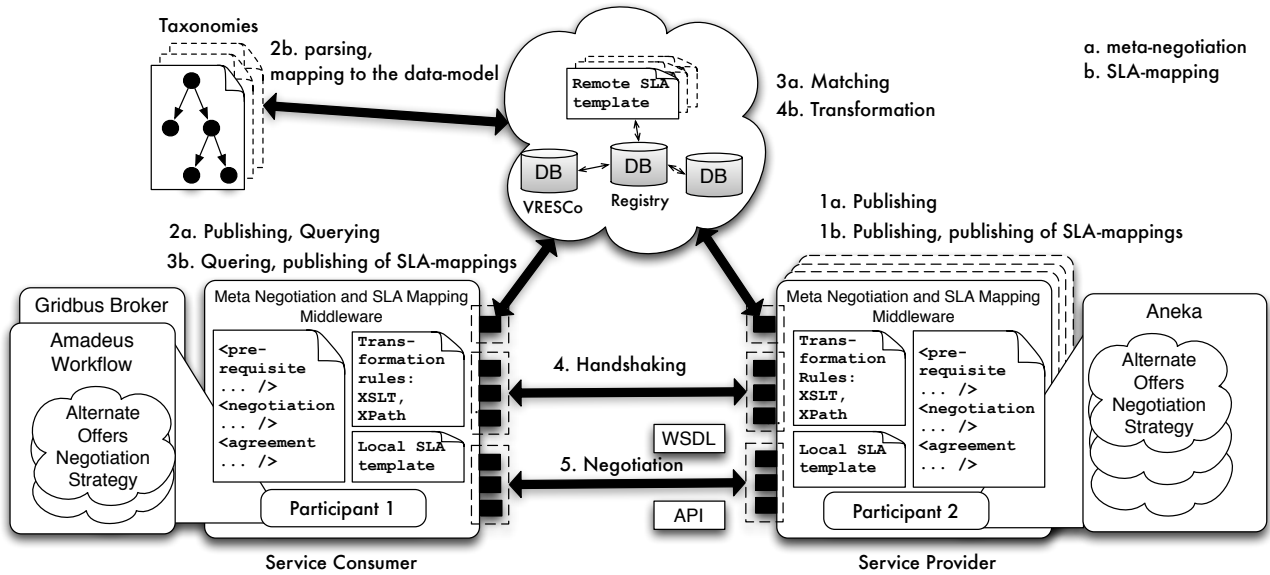 Taxonomies
2b. parsing,
mapping to the data-model
Remote SLA
template
DB
DB
DB
VRESCo
Registry
3a. Matching
4b. Transformation
a. meta-negotiation
b. SLA-mapping
2a. Publishing, Querying
3b. Quering, publishing of SLA-mappings
1a. Publishing
1b. Publishing, publishing of SLA-mappings
Gridbus Broker
Amadeus
Workflow
Alternate
Offers
Negotiation
Strategy
Meta Negotiation and SLA Mapping
Middleware
<pre-
requisite
... />
<negotiation
... />
<agreement
... />
Trans-
formation
rules:
XSLT,
XPath
Local SLA
template
Participant 1
Service Consumer
4. Handshaking
WSDL
5. Negotiation
API
Meta Negotiation and SLA Mapping
Middleware
Trans-
formation
Rules:
XSLT,
XPath
Local SLA
template
<pre-
requisite
... />
<negotiation
... />
<agreement
... />
Participant 2
Service Provider
Aneka
Alternate
Offers
Negotiation
Strategy